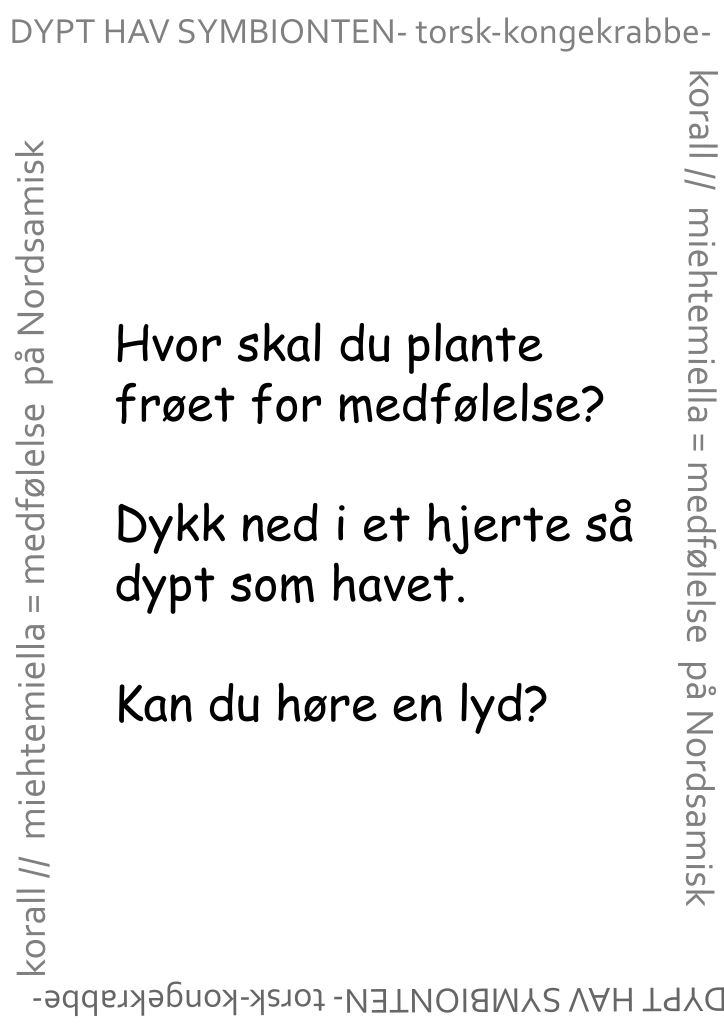 DYPT HAV SYMBIONTEN- torsk-kongekrabbe-
korall //  miehtemiella = medfølelse  på Nordsamisk
Hvor skal du plante
frøet for medfølelse?
Dykk ned i et hjerte så
dypt som havet.
Kan du høre en lyd?
DYPT HAV SYMBIONTEN- torsk-kongekrabbe-
korall //  miehtemiella = medfølelse  på Nordsamisk